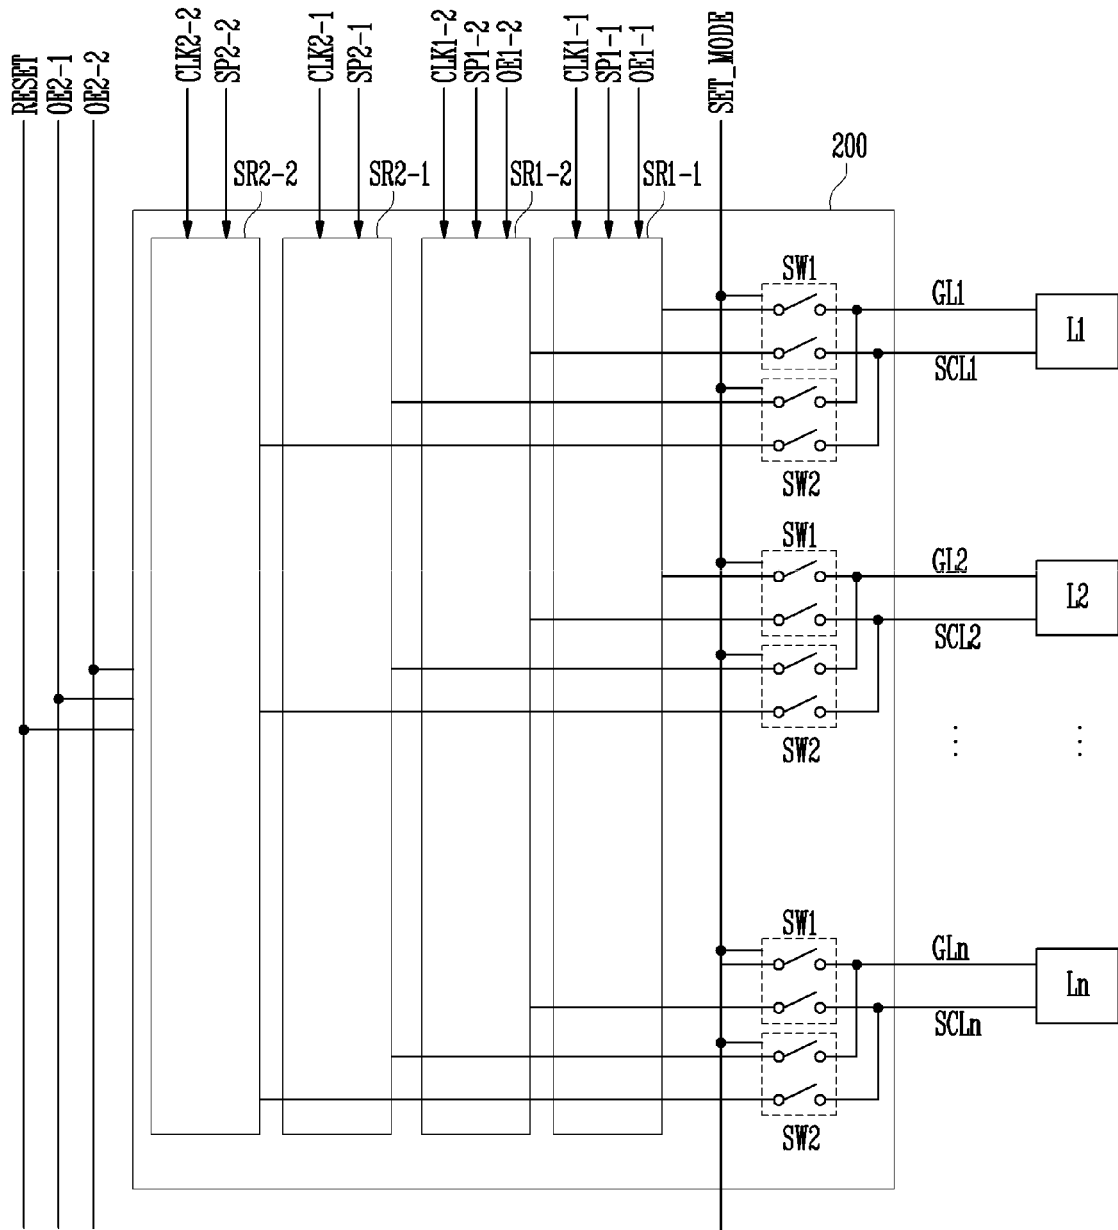 RESET
OE2-1
OE2-2
CLK2-2
SP2-2
CLK2-1
SP2-1
CLK1-2
SP1-2
OE1-2
CLK1-1
SP1-1
OE1-1
SET_MODE
200
SR2-2
SR2-1
SR1-2
SR1-1
SW1
GL1
L1
SCL1
SW2
SW1
GL2
L2
SCL2
SW2
SW1
GLn
Ln
SCLn
SW2